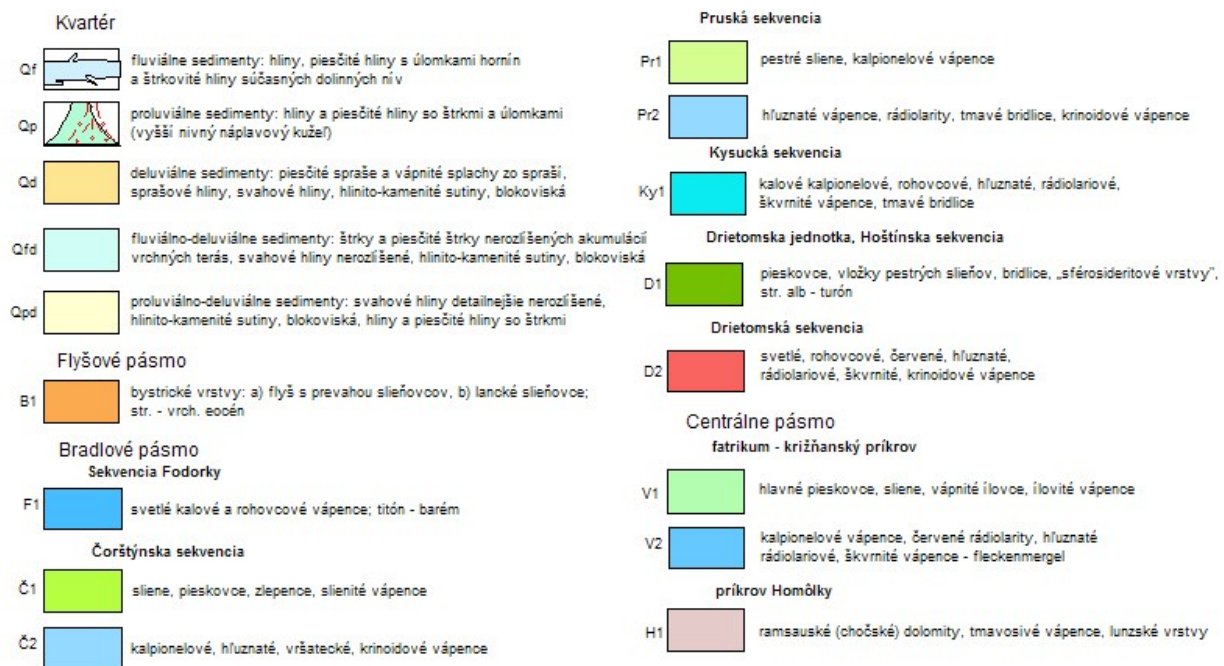 Kvartér
Qf
fluviálne sedimenty: hliny, piesčité hliny s úlomkami hornín
a štrkovité hliny súčasných dolinných nív
Qp
proluviálne sedimenty: hliny a piesčité hliny so štrkmi a úlomkami
(vyšší nivný náplavový kužeľ)
Qd
deluviálne sedimenty: piesčité spraše a vápnité splachy zo spraší,
sprašové hliny, svahové hliny, hlinito-kamenité sutiny, blokoviská
Qfd
fluviálno-deluviálne sedimenty: štrky a piesčité štrky nerozlíšených akumulácií
vrchných terás, svahové hliny nerozlíšené, hlinito-kamenité sutiny, blokoviská
Qpd
proluviálno-deluviálne sedimenty: svahové hliny detailnejšie nerozlíšené,
hlinito-kamenité sutiny, blokoviská, hliny a piesčité hliny so štrkmi
Flyšové pásmo
B1
bystrické vrstvy: a) flyš s prevahou slieňovcov, b) lancké slieňovce;
str. - vrch. eocén
Bradlové pásmo
Sekvencia Fodorky
F1
svetlé kalové a rohovcové vápence; titón - barém
Čorštýnska sekvencia
Č1
sliene, pieskovce, zlepence, slienité vápence
Č2
kalpionelové, hľuznaté, vršatecké, krinoidové vápence
Pruská sekvencia
Pr1
pestré sliene, kalpionelové vápence
Pr2
hľuznaté vápence, rádiolarity, tmavé bridlice, krinoidové vápence
Kysucká sekvencia
Ky1
kalové kalpionelové, rohovcové, hľuznaté, rádiolariové,
škvrnité vápence, tmavé bridlice
Drietomska jednotka, Hoštínska sekvencia
D1
pieskovce, vložky pestrých slieňov, bridlice, „sférosideritové vrstvy”,
str. alb - turón
Drietomská sekvencia
D2
svetlé, rohovcové, červené, hľuznaté,
rádiolariové, škvrnité, krinoidové vápence
Centrálne pásmo
fatrikum - križňanský príkrov
V1
hlavné pieskovce, sliene, vápnité ílovce, ílovité vápence
V2
kalpionelové vápence, červené rádiolarity, hľuznaté
rádiolariové, škvrnité vápence - fleckenmergel
príkrov Homôlky
H1
ramsauské (chočské) dolomity, tmavosivé vápence, lunzské vrstvy